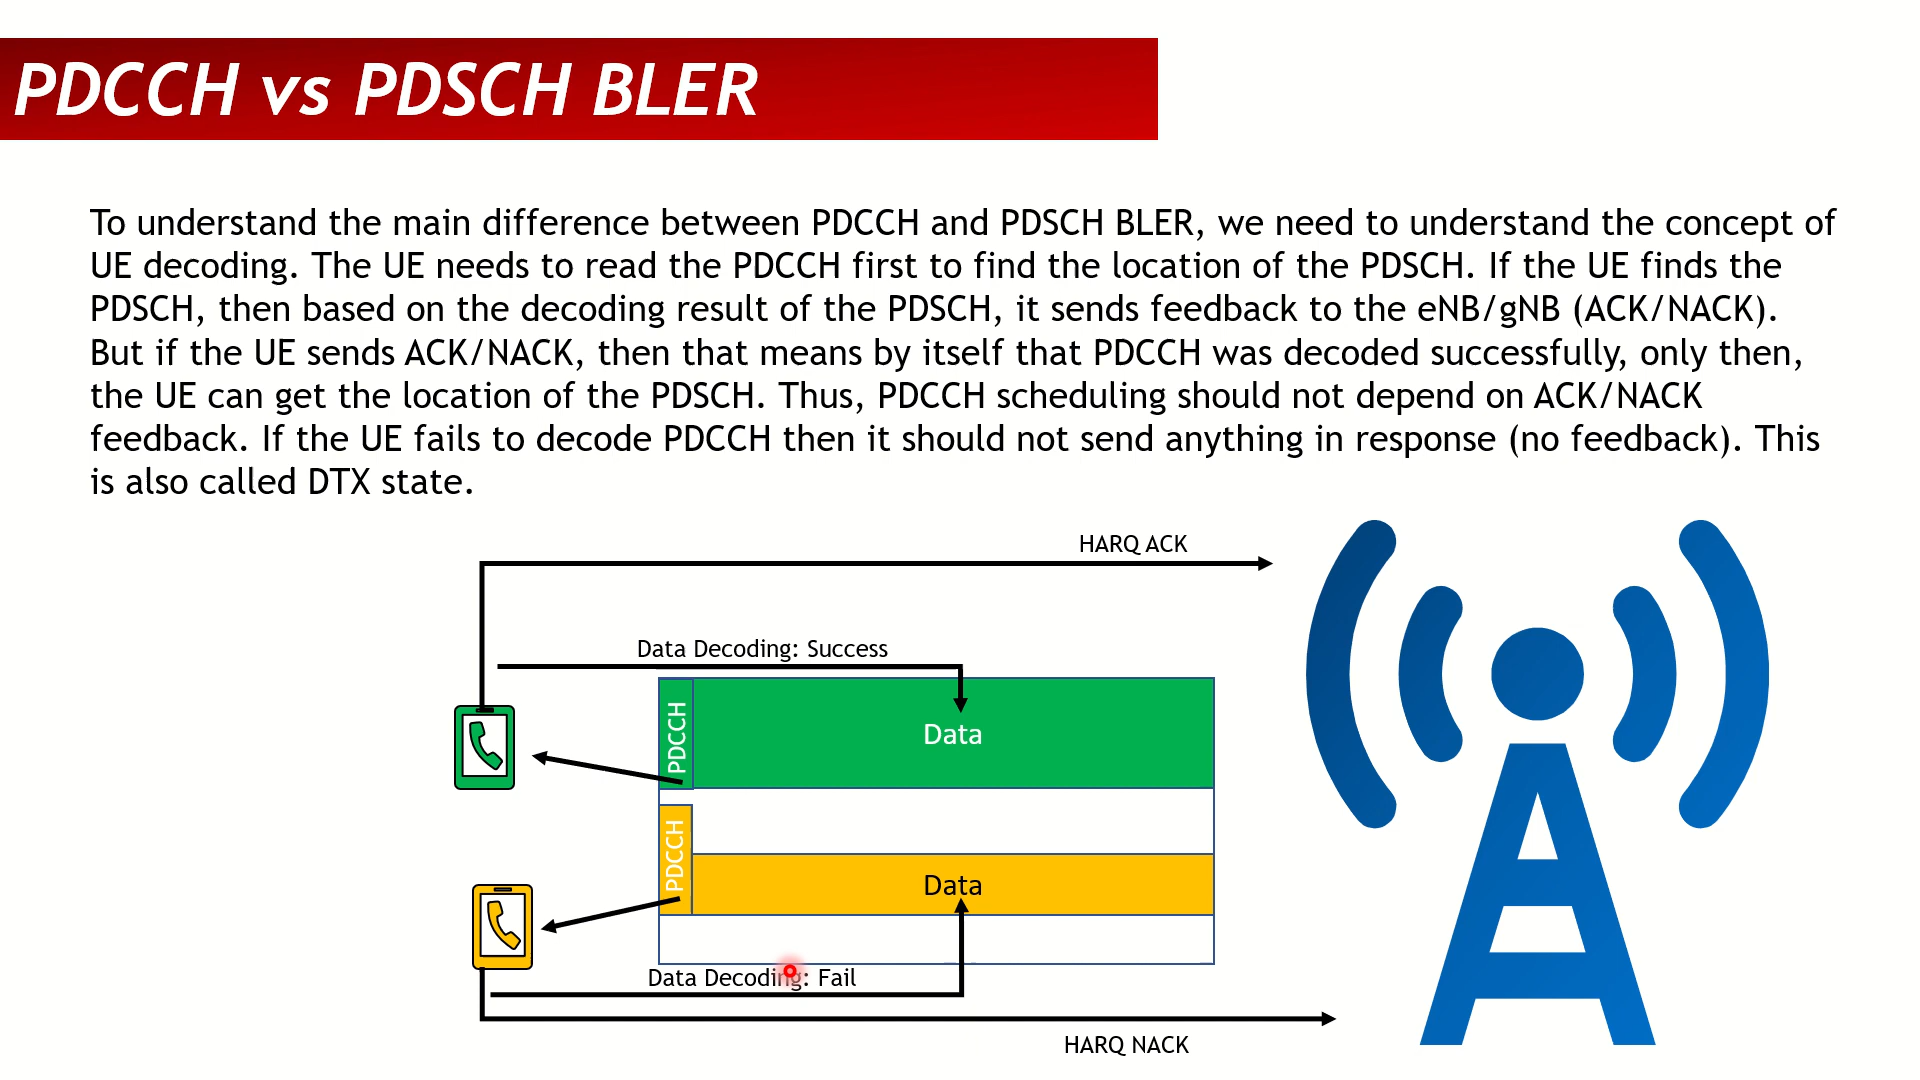 PDCCH vs PDSCH BLER
To understand the main difference between PDCCH and PDSCH BLER, we need to understand the concept of
UE decoding. The UE needs to read the PDCCH first to find the location of the PDSCH. If the UE finds the
PDSCH, then based on the decoding result of the PDSCH, it sends feedback to the eNB/gNB (ACK/NACK).
But if the UE sends ACK/NACK, then that means by itself that PDCCH was decoded successfully, only then,
the UE can get the location of the PDSCH. Thus, PDCCH scheduling should not depend on ACK/NACK
feedback. If the UE fails to decode PDCCH then it should not send anything in response (no feedback). This
is also called DTX state.
HARQ ACK
Data Decoding: Success
PDCCH
Data
PDCCH
Data
Data Decoding: Fail
HARQ NACK